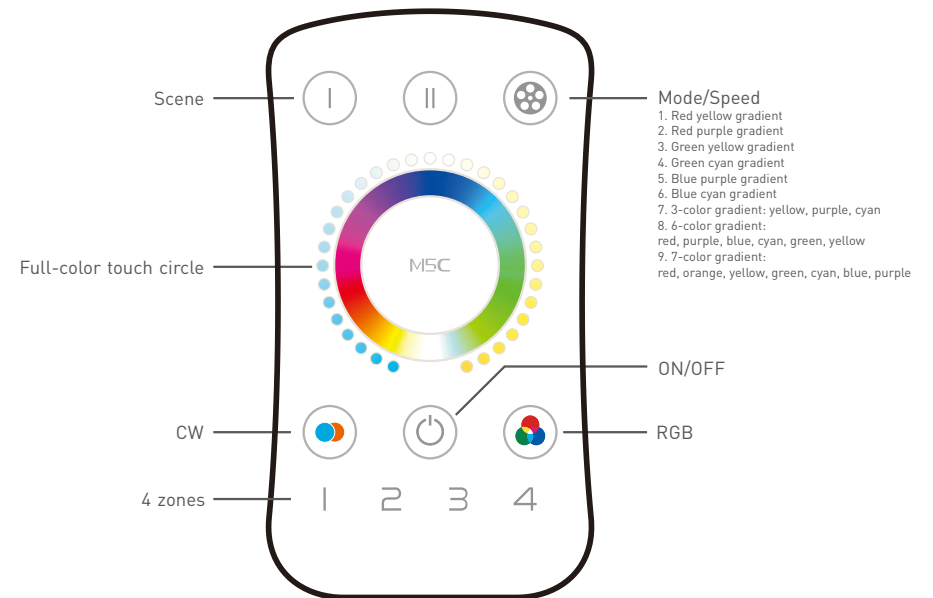 I
II
Scene
Mode/Speed
1. Red yellow gradient
2. Red purple gradient
3. Green yellow gradient
4. Green cyan gradient
5. Blue purple gradient
6. Blue cyan gradient
7. 3-color gradient: yellow, purple, cyan
8. 6-color gradient:
red, purple, blue, cyan, green, yellow
9. 7-color gradient:
red, orange, yellow, green, cyan, blue, purple
Full-color touch circle
M5C
ON/OFF
CW
RGB
4 zones
1 2 3 4